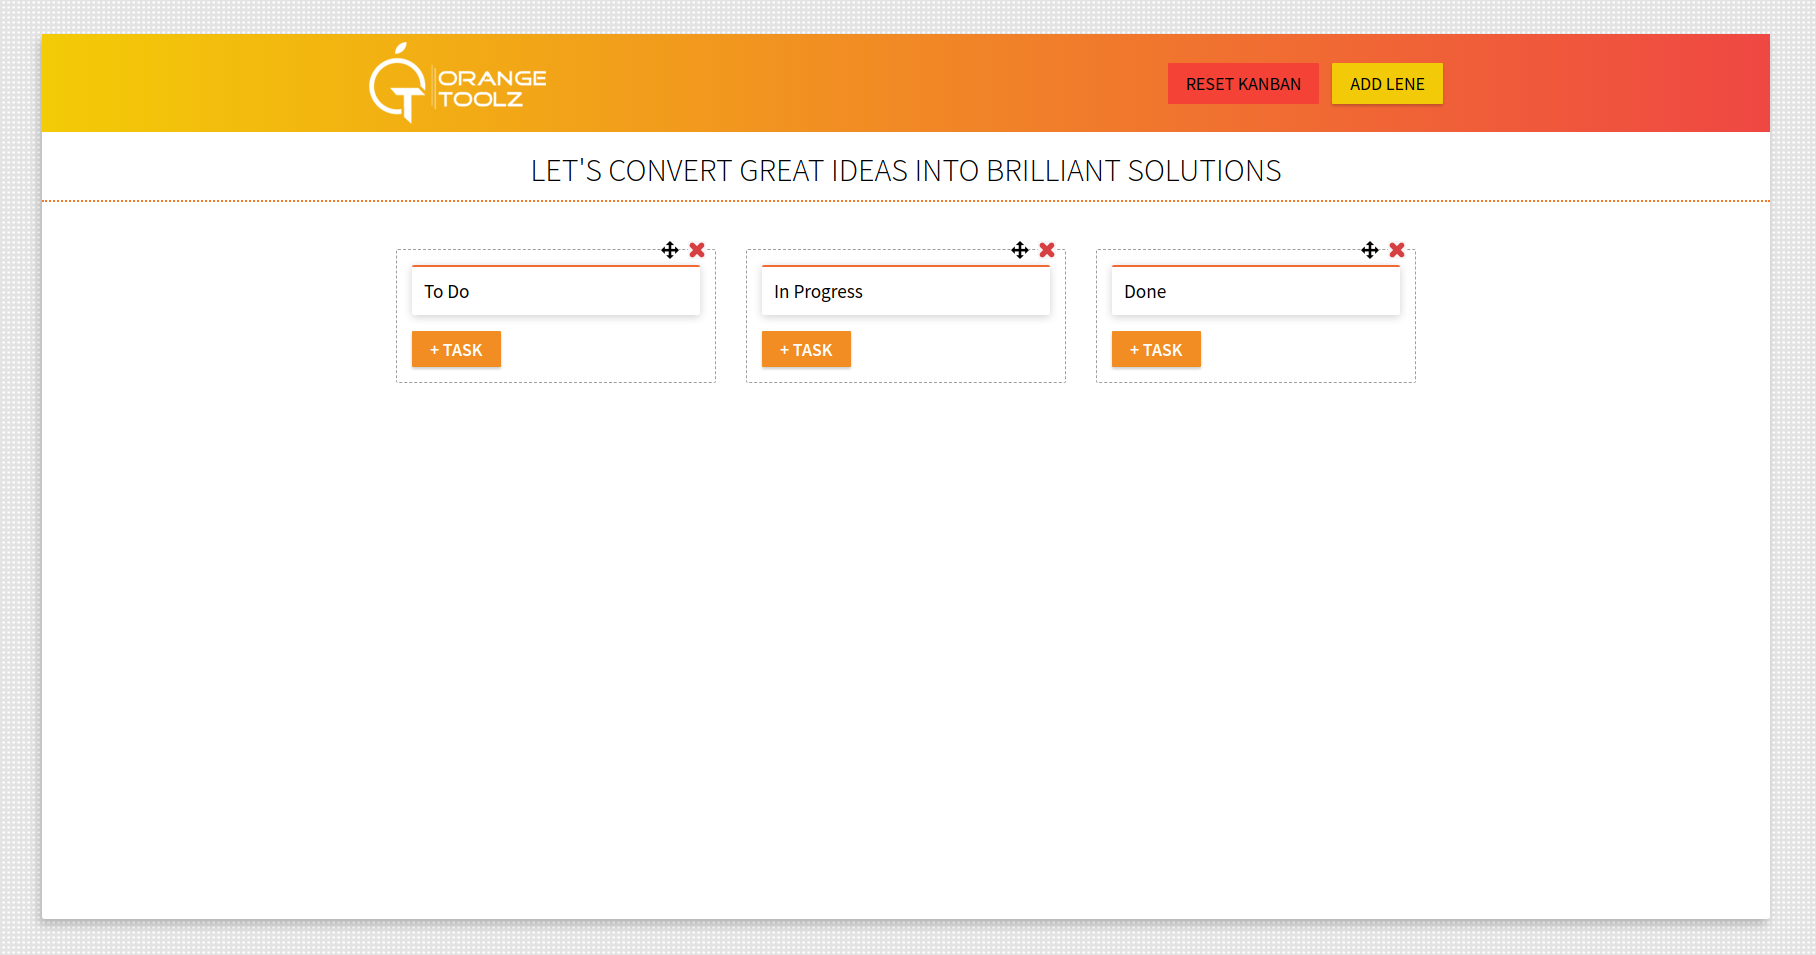 ORANGE
TOOLZ
RESET KANBAN
ADD LENE
LET'S CONVERT GREAT IDEAS INTO BRILLIANT SOLUTIONS
To Do
In Progress
Done
+ TASK
+ TASK
+ TASK